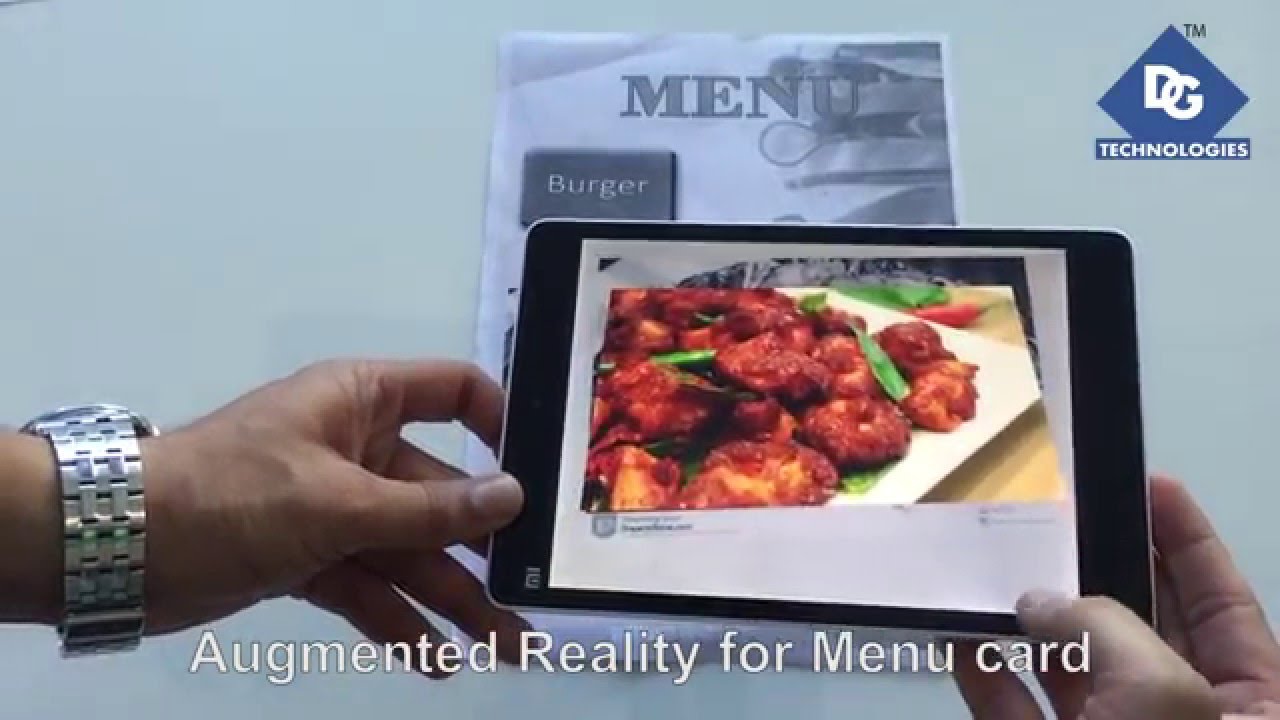 MENU
TM
DG
TECHNOLOGIES
Burger
Augmented Reality for Menu card